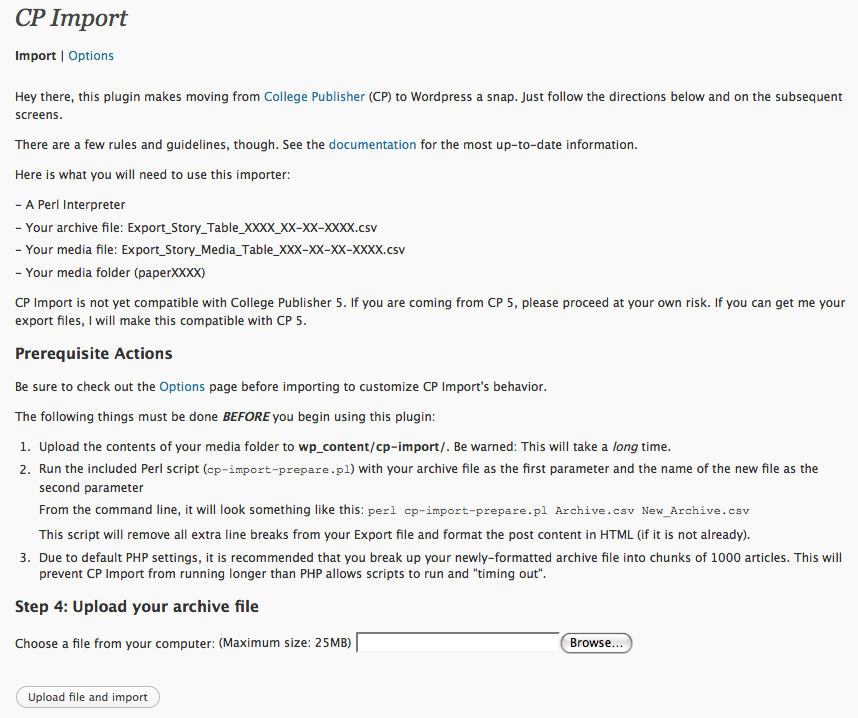 CP Import
Import | Options
Hey there, this plugin makes moving from College Publisher (CP) to Wordpress a snap. Just follow the directions below and on the subsequent
screens.
There are a few rules and guidelines, though. See the documentation for the most up-to-date information.
Here is what you will need to use this importer:
– A Perl Interpreter
– Your archive file: Export_Story_Table_XXXX_XX-XX-XXXX.csv
– Your media file: Export_Story_Media_Table_XXX-XX-XX-XXXX.csv
– Your media folder (paperXXXX)
CP Import is not yet compatible with College Publisher 5. If you are coming from CP 5, please proceed at your own risk. If you can get me your
export files, I will make this compatible with CP 5.
Prerequisite Actions
Be sure to check out the Options page before importing to customize CP Import's behavior.
The following things must be done BEFORE you begin using this plugin:
1. Upload the contents of your media folder to wp_content/cp-import/. Be warned: This will take a long time.
2. Run the included Perl script (cp-import-prepare.pl) with your archive file as the first parameter and the name of the new file as the
second parameter
From the command line, it will look something like this: perl cp-import-prepare.pl Archive.csv New_Archive.csv
This script will remove all extra line breaks from your Export file and format the post content in HTML (if it is not already).
3. Due to default PHP settings, it is recommended that you break up your newly-formatted archive file into chunks of 1000 articles. This will
prevent CP Import from running longer than PHP allows scripts to run and "timing out".
Step 4: Upload your archive file
Choose a file from your computer: (Maximum size: 25MB) Browse...
Upload file and import